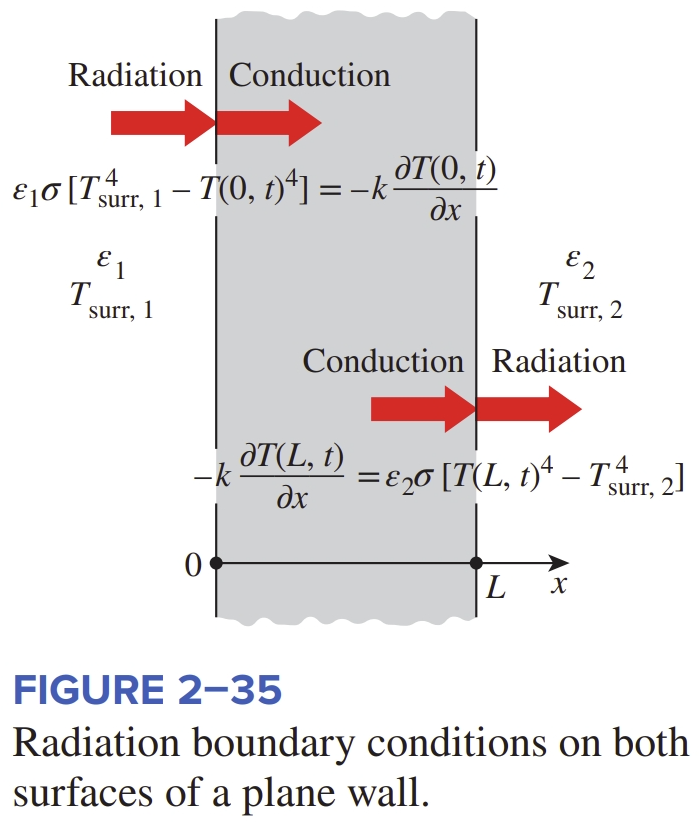 Radiation Conduction
ε₁σ [T⁴surr, 1 – T(0, t)⁴] = –k ∂T(0, t)/∂x
ε₁
Tsurr, 1
ε₂
Tsurr, 2
Conduction Radiation
–k ∂T(L, t)/∂x = ε₂σ [T(L, t)⁴ – T⁴surr, 2]
0
L x
FIGURE 2–35
Radiation boundary conditions on both
surfaces of a plane wall.